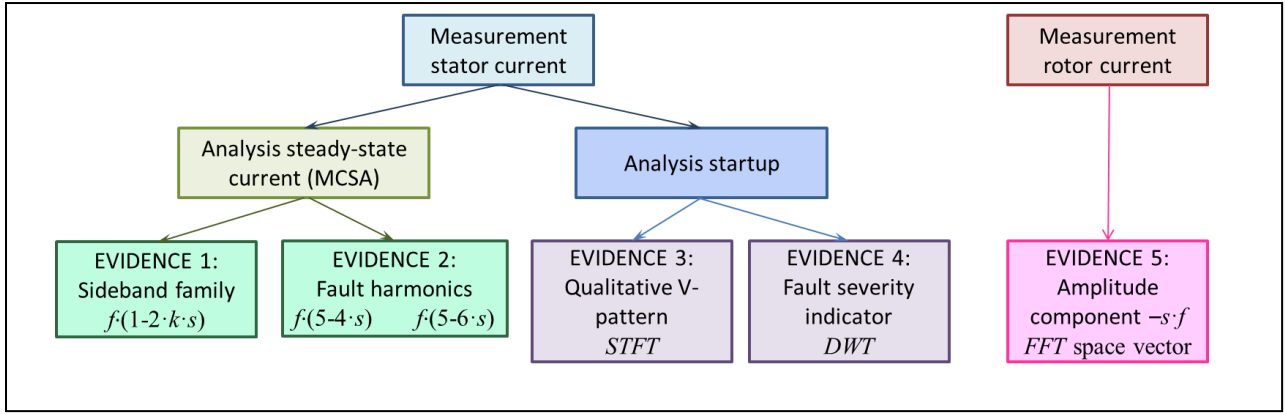 Measurement
stator current
Measurement
rotor current
Analysis steady-state
current (MCSA)
Analysis startup
EVIDENCE 1:
Sideband family
f·(1-2·k·s)
EVIDENCE 2:
Fault harmonics
f·(5-4·s) f·(5-6·s)
EVIDENCE 3:
Qualitative V-
pattern
STFT
EVIDENCE 4:
Fault severity
indicator
DWT
EVIDENCE 5:
Amplitude
component –s·f
FFT space vector